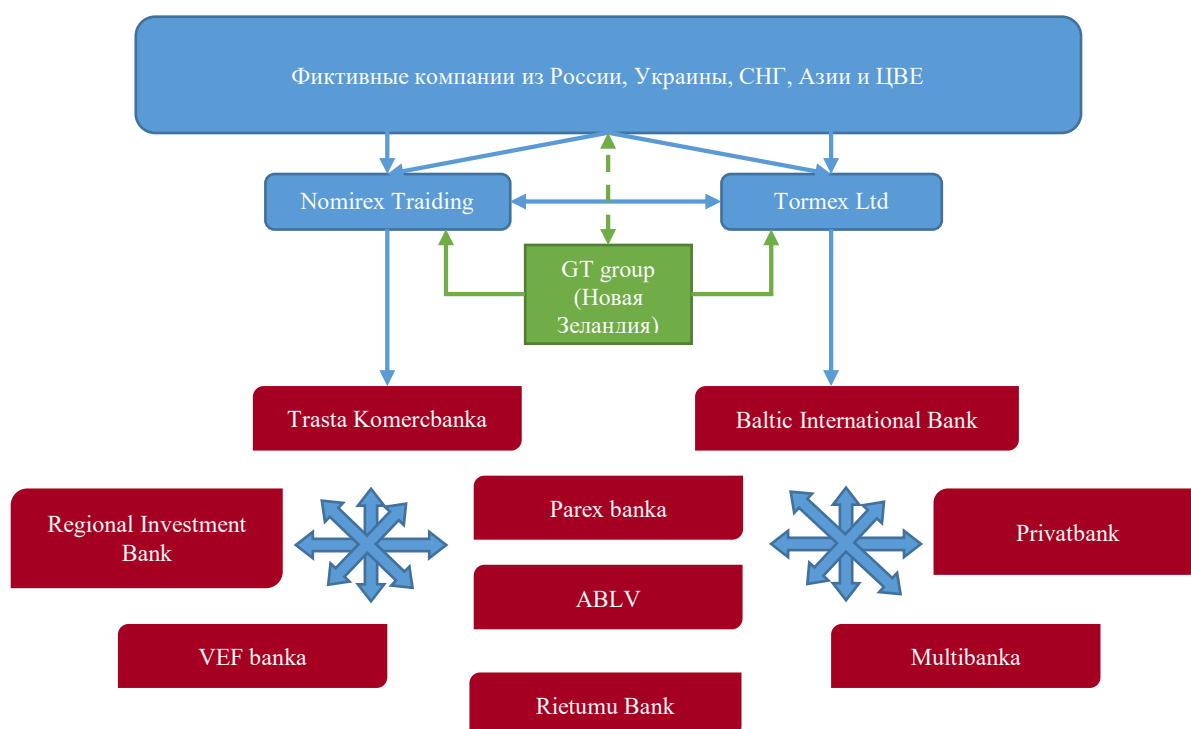 Фиктивные компании из России, Украины, СНГ, Азии и ЦВЕ
Nomirex Traiding
Tormex Ltd
GT group
(Новая
Зеландия)
Trasta Komercbanka
Baltic International Bank
Regional Investment
Bank
Parex banka
Privatbank
ABLV
VEF banka
Multibanka
Rietumu Bank